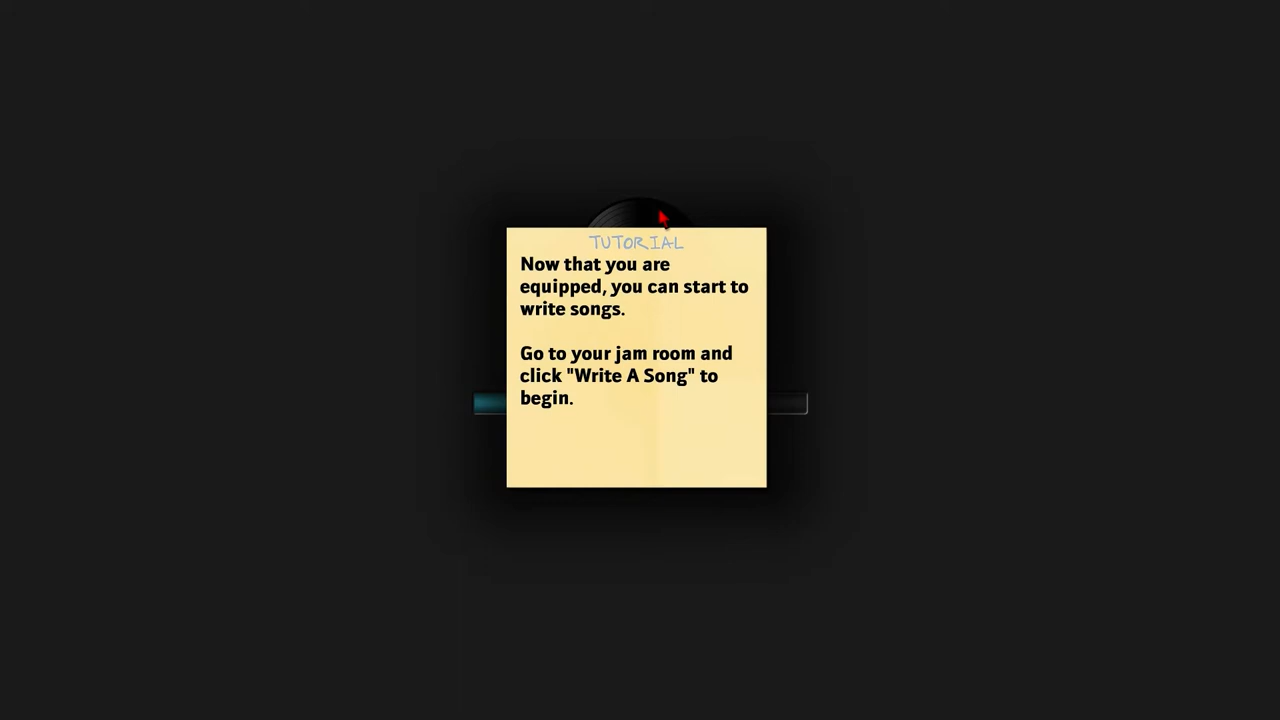 TUTORIAL
Now that you are
equipped, you can start to
write songs.
Go to your jam room and
click "Write A Song" to
begin.